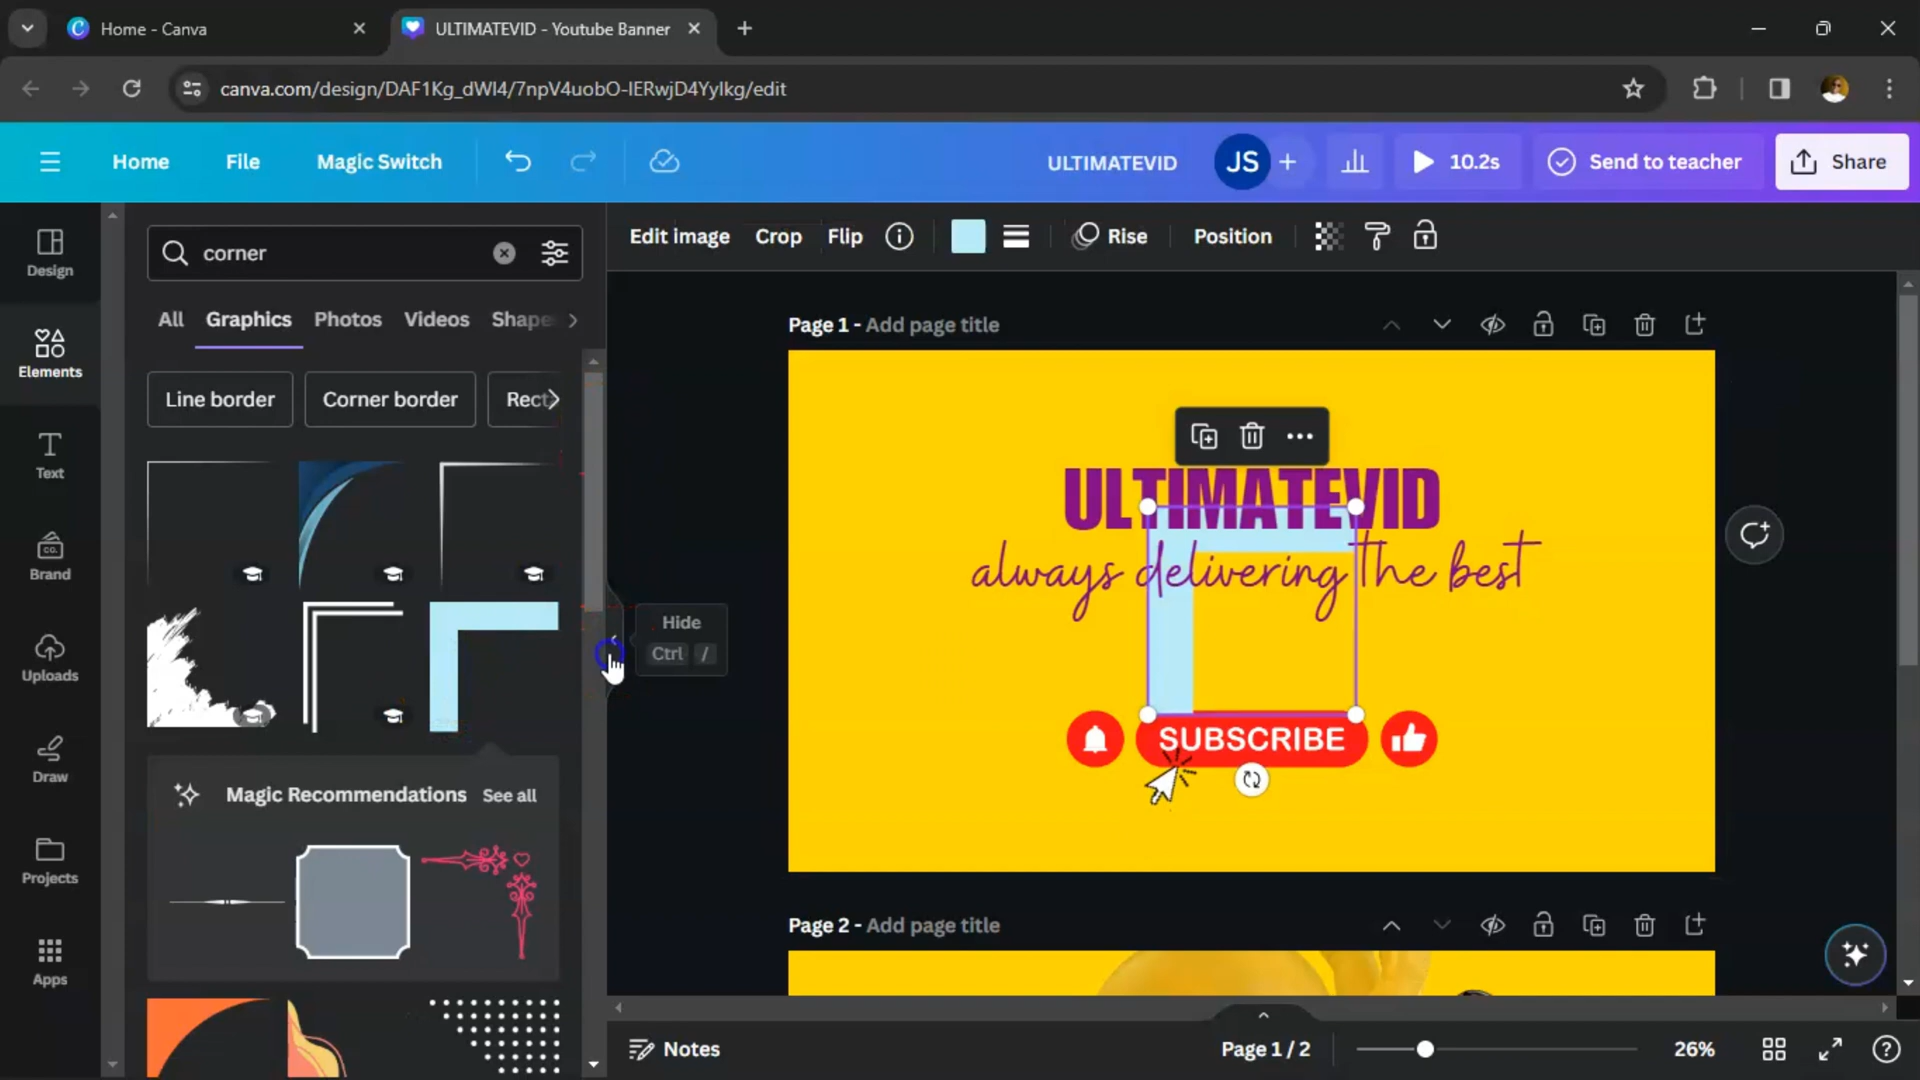 Home - Canva
ULTIMATEVID - Youtube Banner
canva.com/design/DAF1Kg_dWI4/7npV4uobO-IERwjD4Yylkg/edit
Home
File
Magic Switch
ULTIMATEVID
JS
10.2s
Send to teacher
Share
Design
Elements
Text
CO.
Brand
Uploads
Draw
Projects
Apps
corner
All
Graphics
Photos
Videos
Shape
Line border
Corner border
Rect
Magic Recommendations
See all
Hide
Ctrl
/
Edit image
Crop
Flip
Rise
Position
Page 1 - Add page title
ULTIMATEVID
always delivering the best
SUBSCRIBE
Page 2 - Add page title
Notes
Page 1 / 2
26%